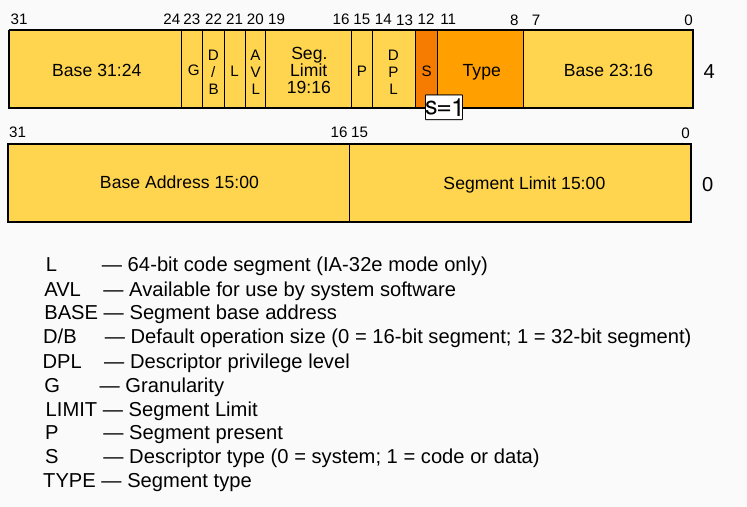 31 24 23 22 21 20 19 16 15 14 13 12 11 8 7 0
Base 31:24 G D/B L AVL Seg. Limit 19:16 P DPL S Type Base 23:16 4
S=1
31 16 15 0
Base Address 15:00 Segment Limit 15:00 0
L — 64-bit code segment (IA-32e mode only)
AVL — Available for use by system software
BASE — Segment base address
D/B — Default operation size (0 = 16-bit segment; 1 = 32-bit segment)
DPL — Descriptor privilege level
G — Granularity
LIMIT — Segment Limit
P — Segment present
S — Descriptor type (0 = system; 1 = code or data)
TYPE — Segment type